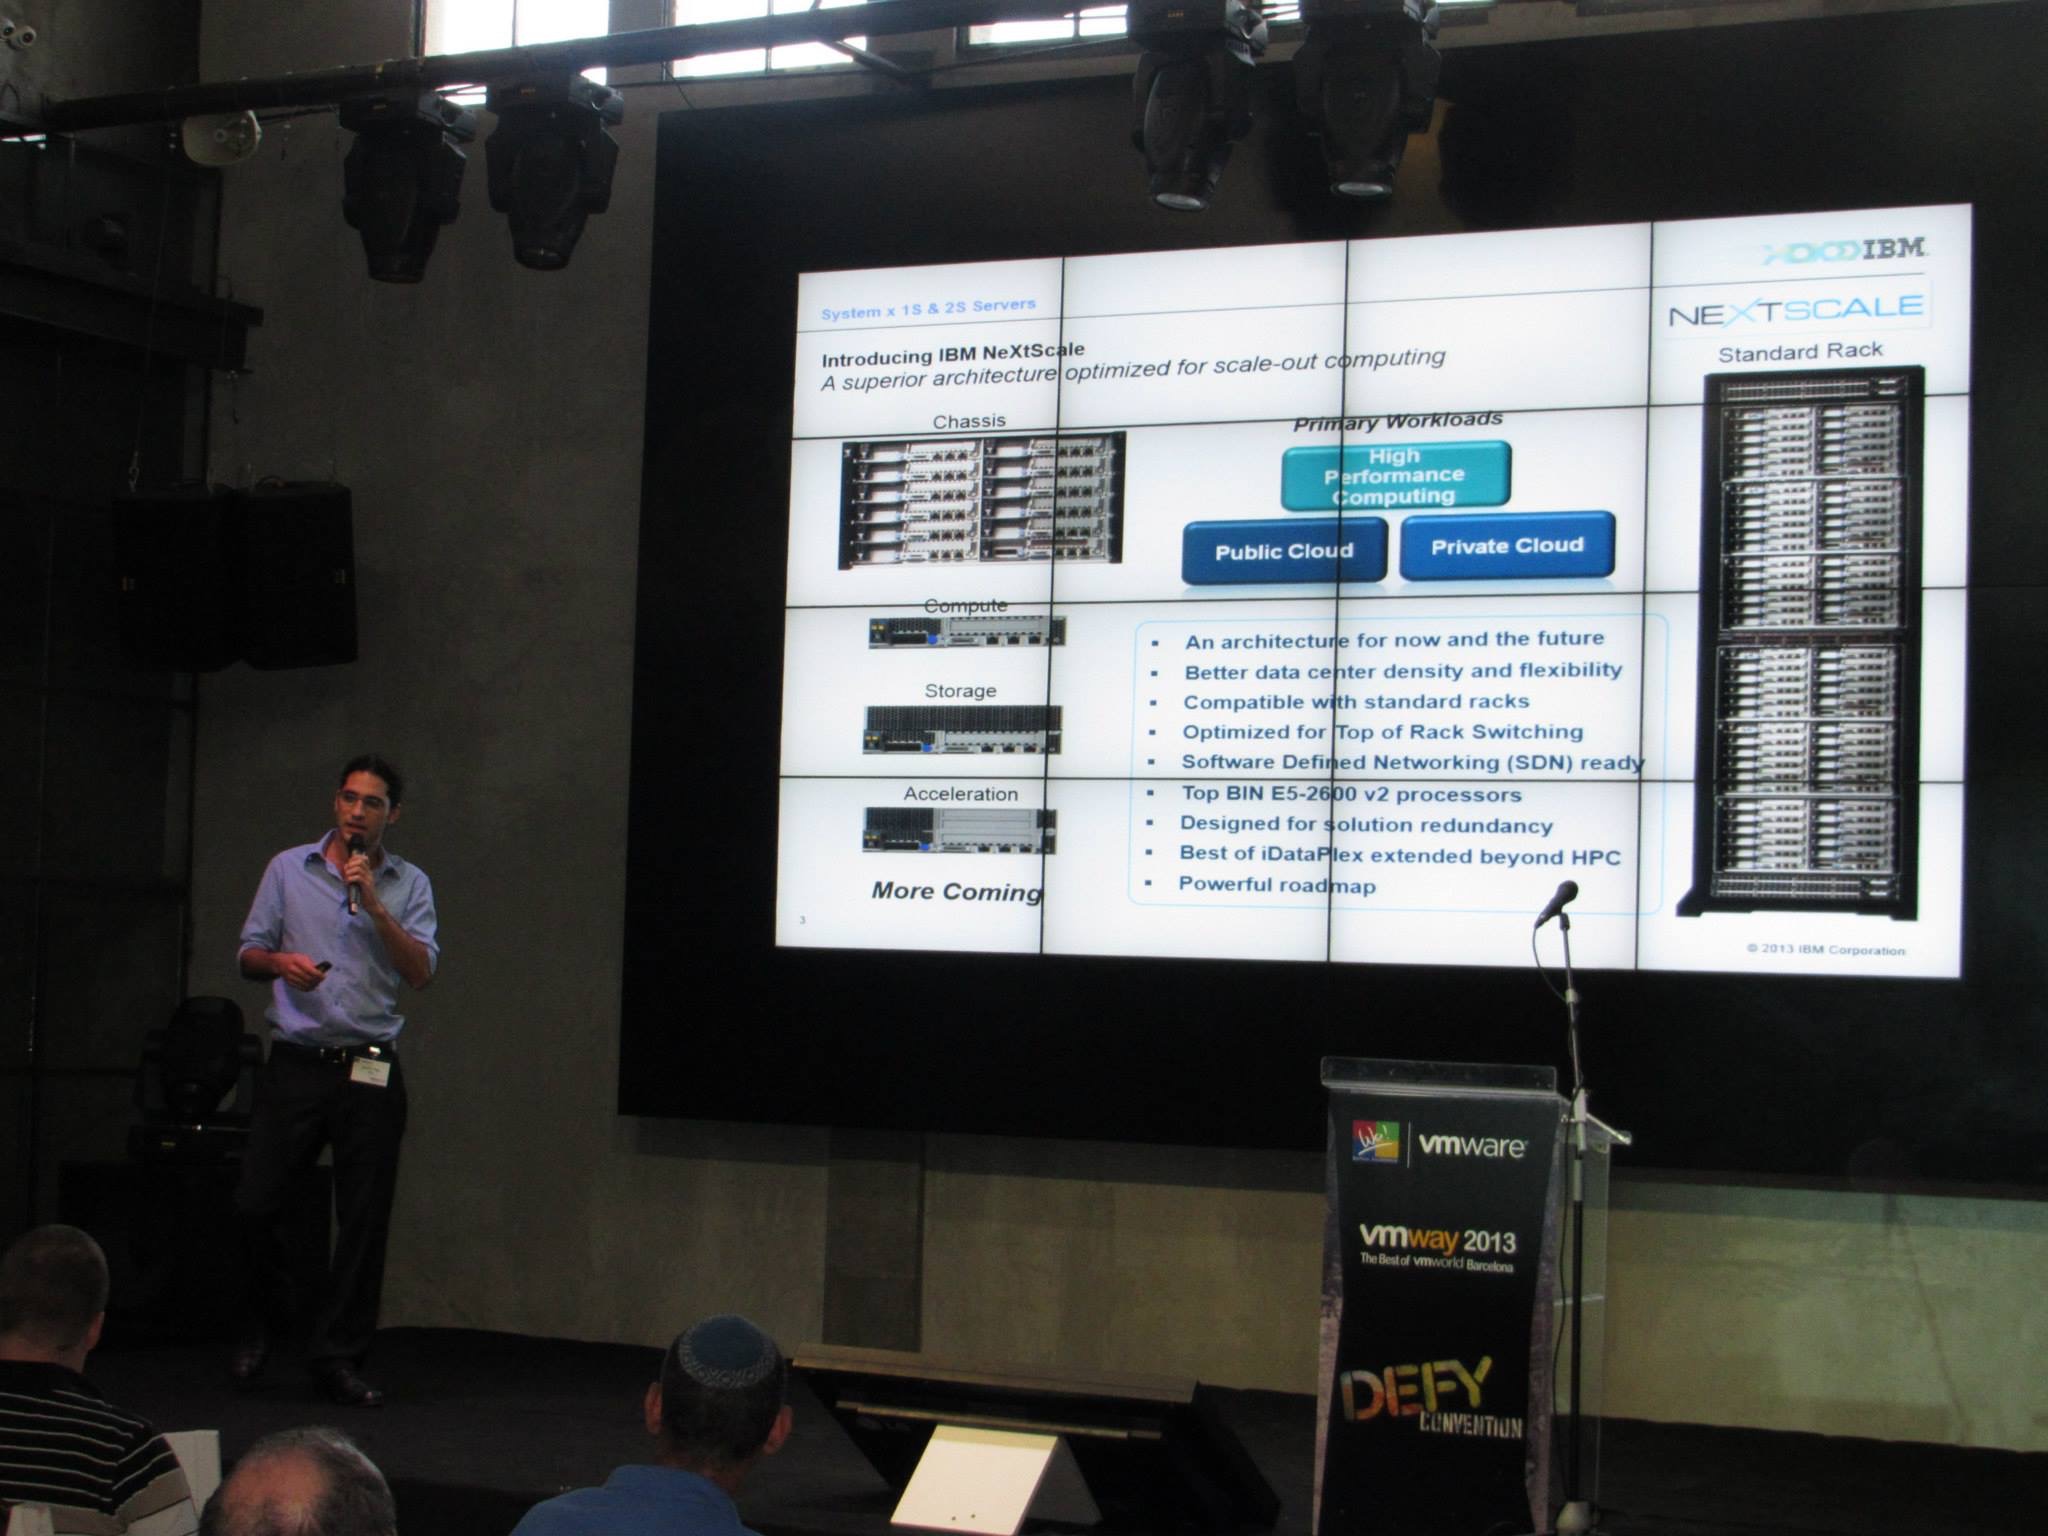 IBM
NEXTSCALE
System x 1S & 2S Servers
Introducing IBM NeXtScale
A superior architecture optimized for scale-out computing
Standard Rack
Chassis
Primary Workloads
High
Performance
Computing
Public Cloud
Private Cloud
Compute
Storage
Acceleration
More Coming
▪ An architecture for now and the future
▪ Better data center density and flexibility
▪ Compatible with standard racks
▪ Optimized for Top of Rack Switching
▪ Software Defined Networking (SDN) ready
▪ Top BIN E5-2600 v2 processors
▪ Designed for solution redundancy
▪ Best of iDataPlex extended beyond HPC
▪ Powerful roadmap
3
© 2013 IBM Corporation
We! vmware
vmway 2013
The Best of vmworld Barcelona
DEFY
CONVENTION